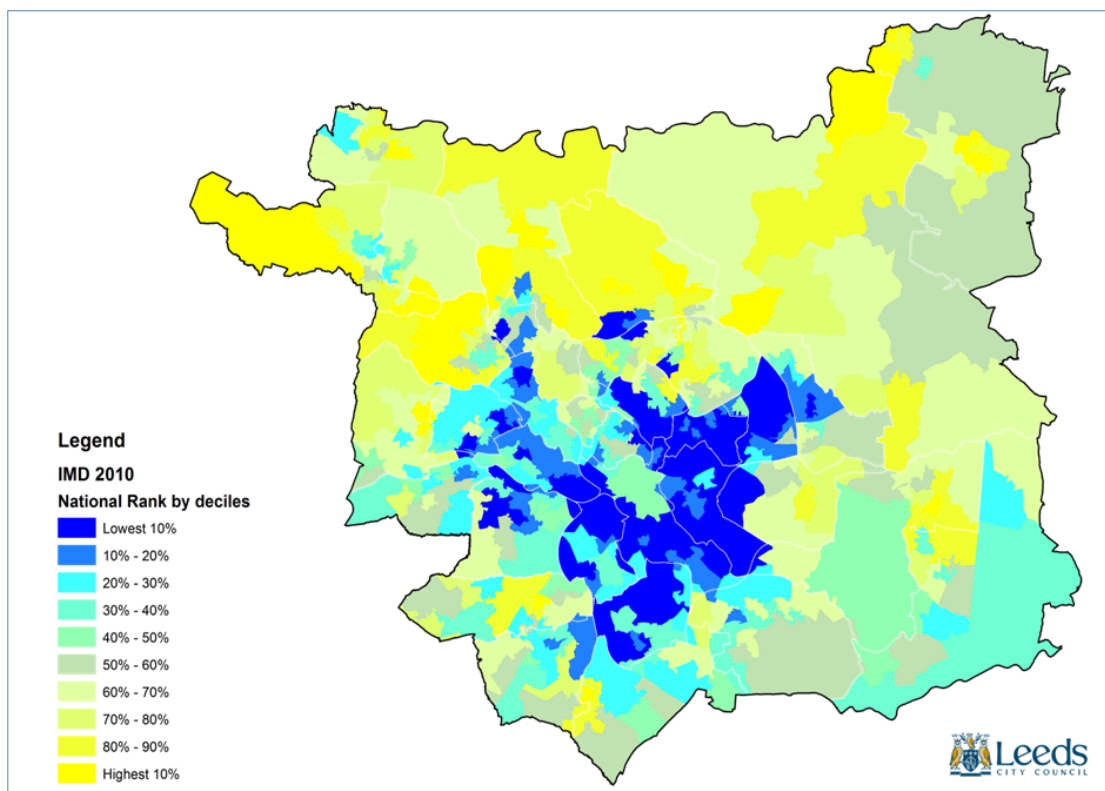 Legend
IMD 2010
National Rank by deciles
Lowest 10%
10% - 20%
20% - 30%
30% - 40%
40% - 50%
50% - 60%
60% - 70%
70% - 80%
80% - 90%
Highest 10%
Leeds
CITY COUNCIL